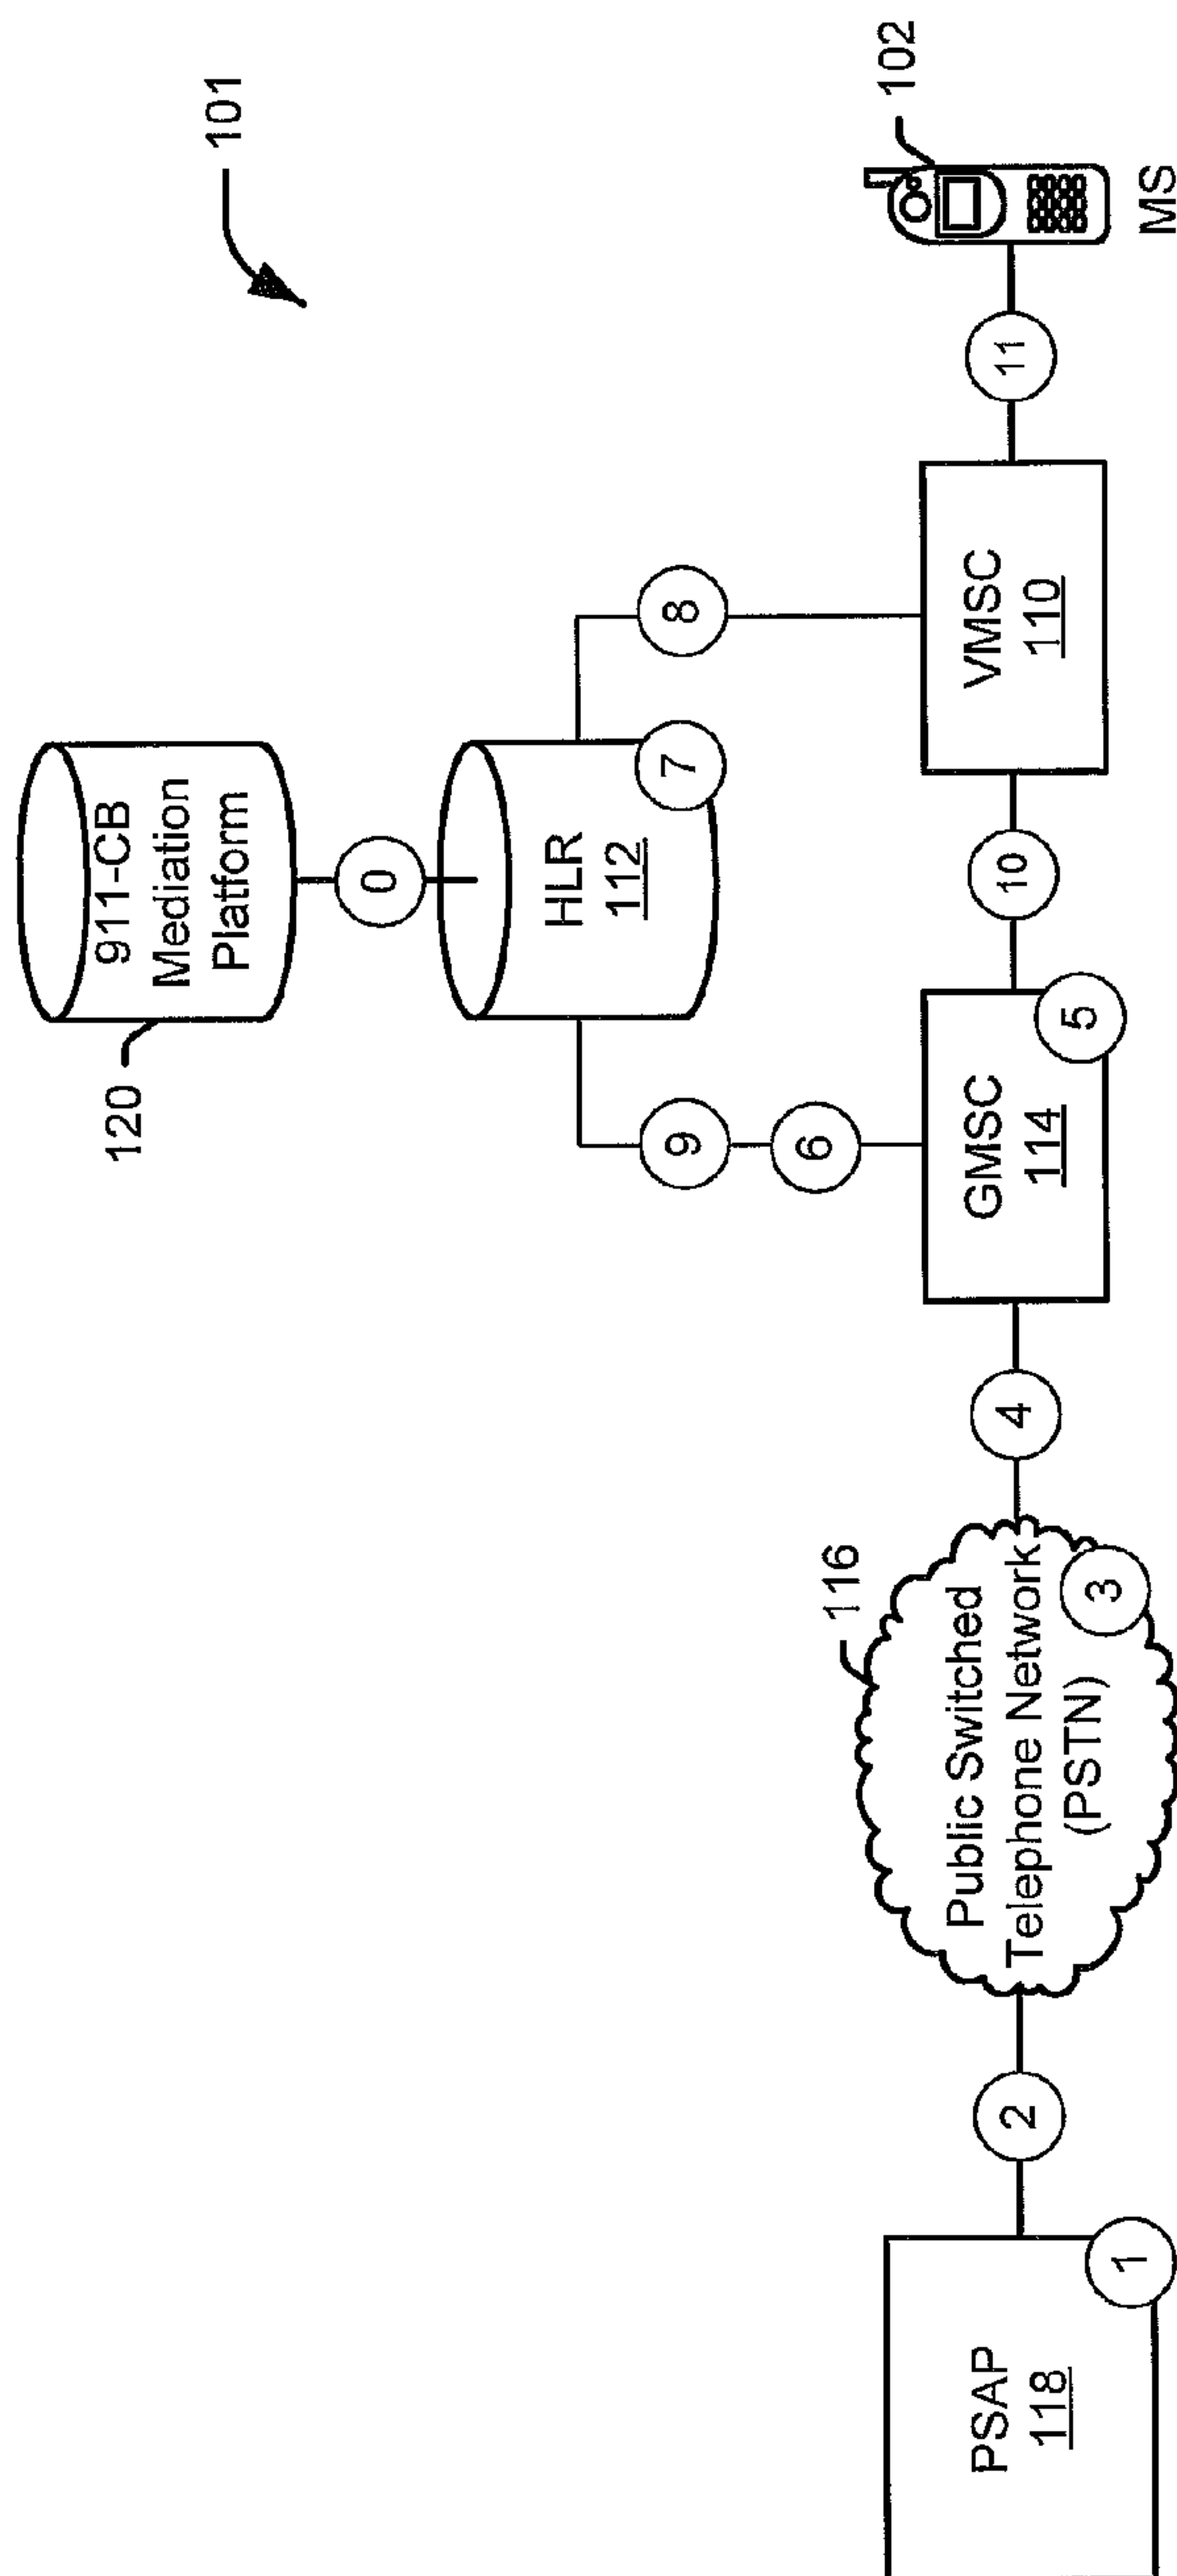 101
120
911-CB
Mediation
Platform
0
HLR
112
7
9
6
8
116
102
PSAP
118
1
2
Public Switched
Telephone Network
(PSTN)
3
4
GMSC
114
5
10
VMSC
110
11
MS